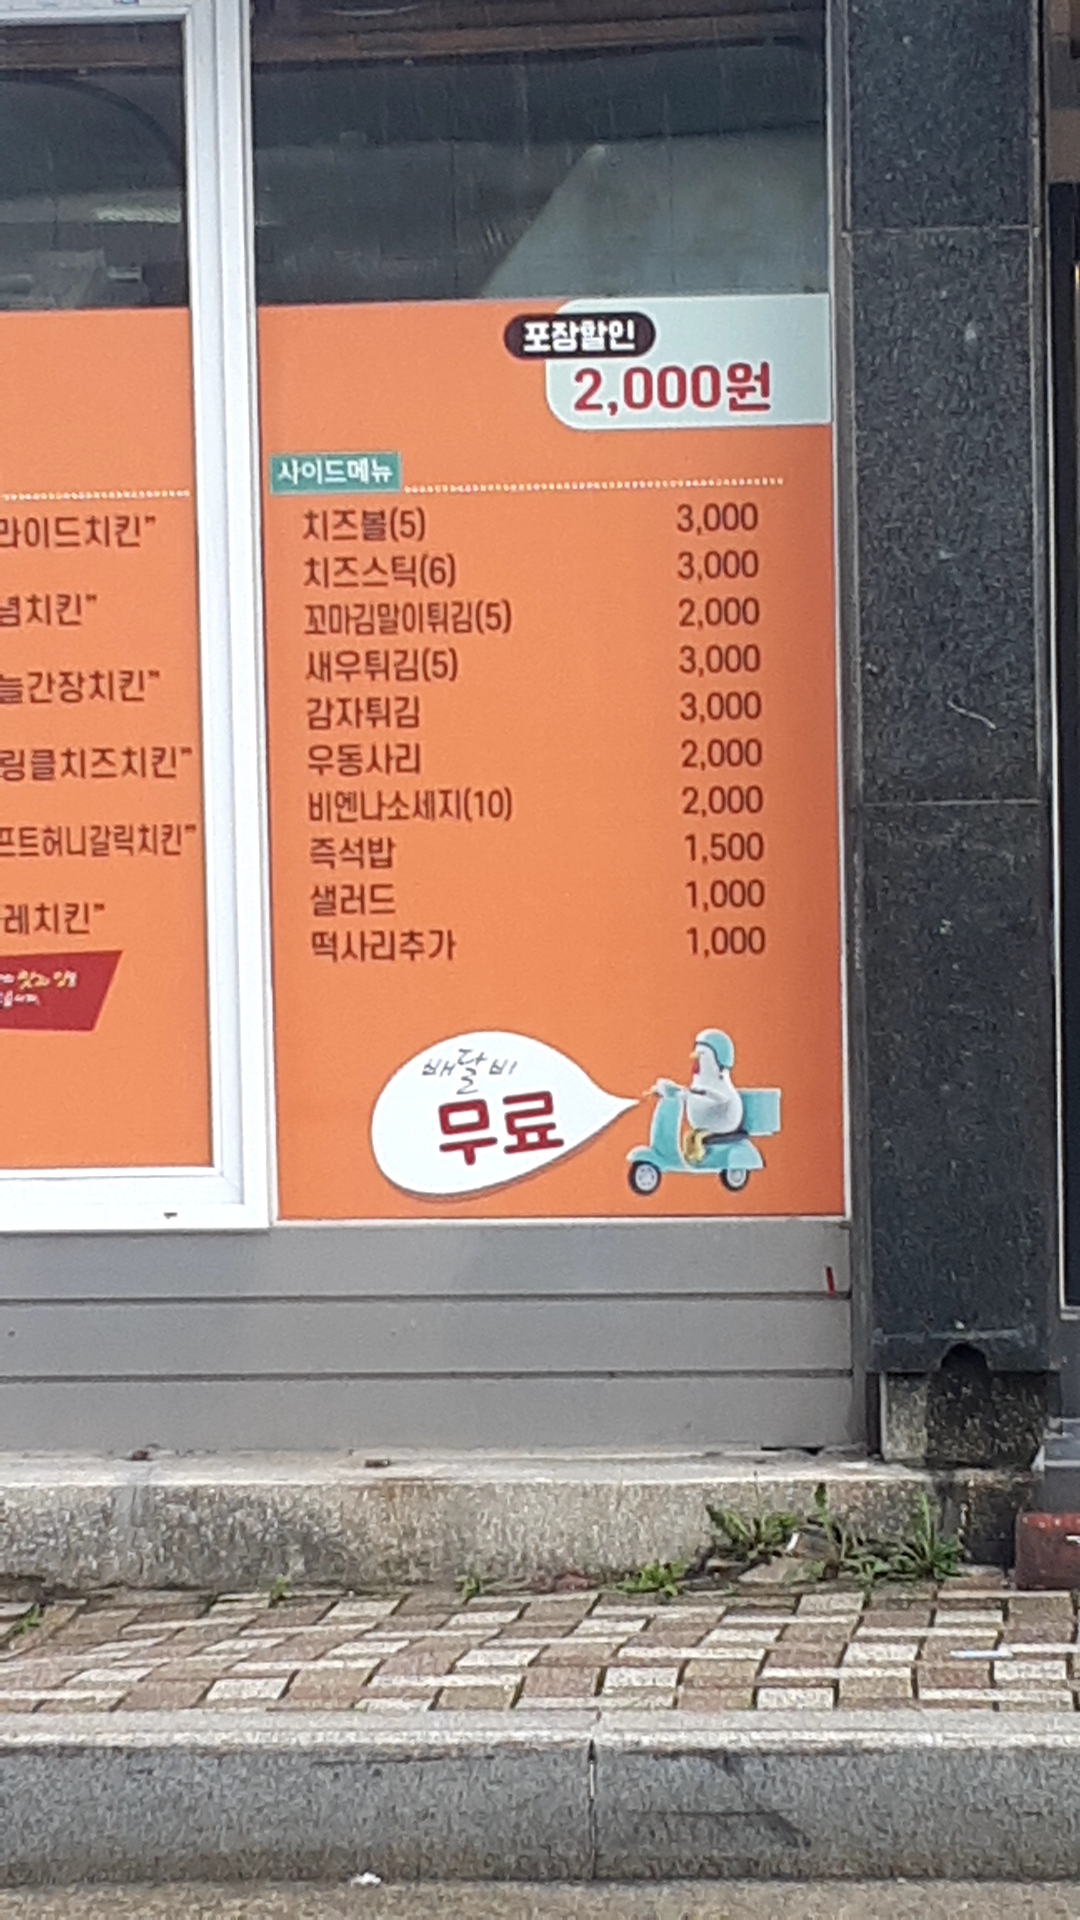 포장할인
2,000원
사이드메뉴
치즈볼(5) 3,000
치즈스틱(6) 3,000
꼬마김말이튀김(5) 2,000
새우튀김(5) 3,000
감자튀김 3,000
우동사리 2,000
비엔나소세지(10) 2,000
즉석밥 1,500
샐러드 1,000
떡사리추가 1,000
배달비
무료
라이드치킨”
념치킨”
늘간장치킨”
링클치즈치킨”
프트허니갈릭치킨”
레치킨”